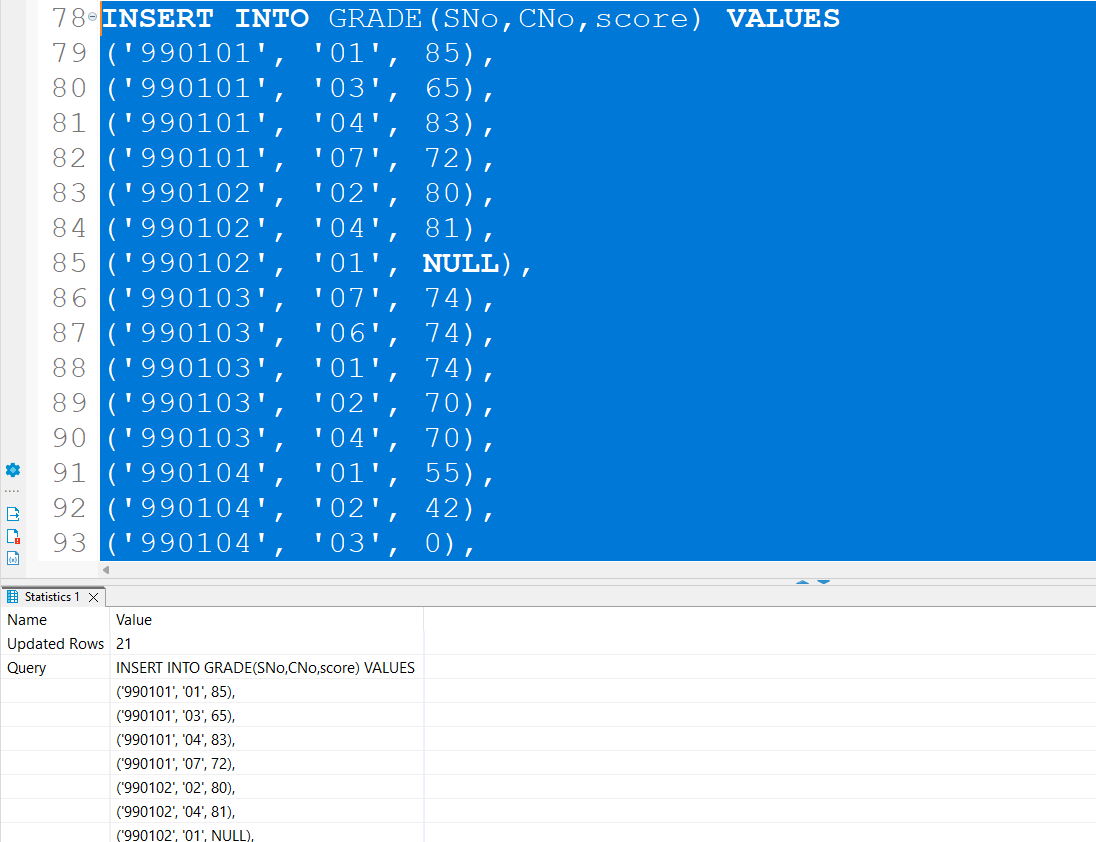 78 INSERT INTO GRADE(SNo,CNo,score) VALUES
79 ('990101', '01', 85),
80 ('990101', '03', 65),
81 ('990101', '04', 83),
82 ('990101', '07', 72),
83 ('990102', '02', 80),
84 ('990102', '04', 81),
85 ('990102', '01', NULL),
86 ('990103', '07', 74),
87 ('990103', '06', 74),
88 ('990103', '01', 74),
89 ('990103', '02', 70),
90 ('990103', '04', 70),
91 ('990104', '01', 55),
92 ('990104', '02', 42),
93 ('990104', '03', 0),
Statistics 1
Name Value
Updated Rows 21
Query INSERT INTO GRADE(SNo,CNo,score) VALUES
('990101', '01', 85),
('990101', '03', 65),
('990101', '04', 83),
('990101', '07', 72),
('990102', '02', 80),
('990102', '04', 81),
('990102', '01', NULL),